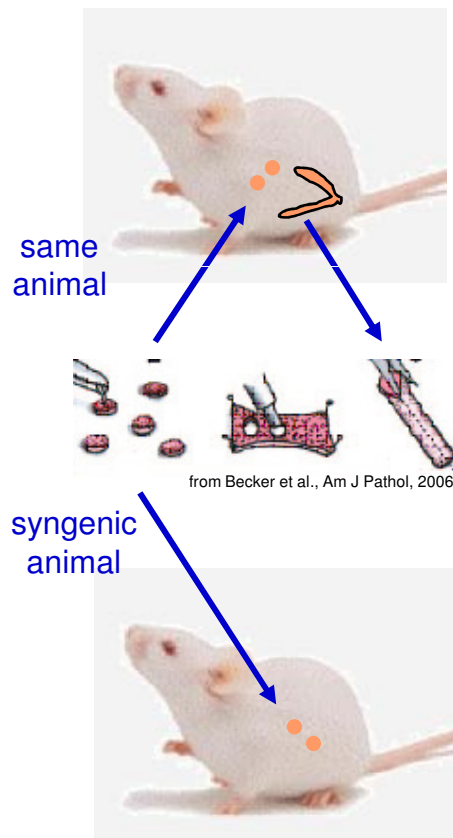 same
animal
from Becker et al., Am J Pathol, 2006
syngenic
animal